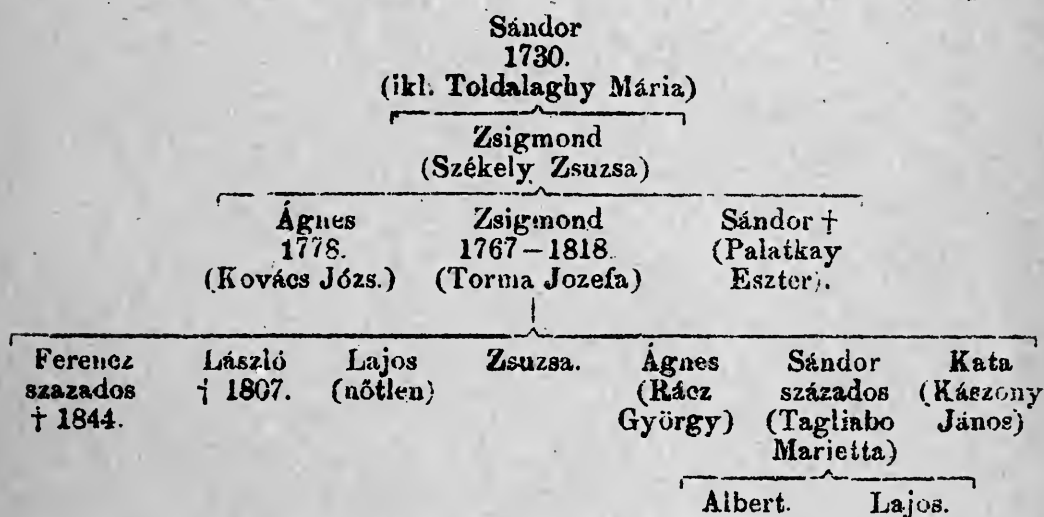 Sándor
1730.
(ikl. Toldalaghy Mária)
Zsigmond
(Székely Zsuzsa)
Ágnes Zsigmond Sándor †
1778. 1767–1818. (Palatkay
(Kovács Józs.) (Torma Jozefa) Eszter).
Ferencz László Lajos Zsuzsa. Ágnes Sándor Kata
szazados † 1807. (nőtlen) (Rácz százados (Kászony
† 1844. György) (Tagliabo János)
Marietta)
Albert. Lajos.